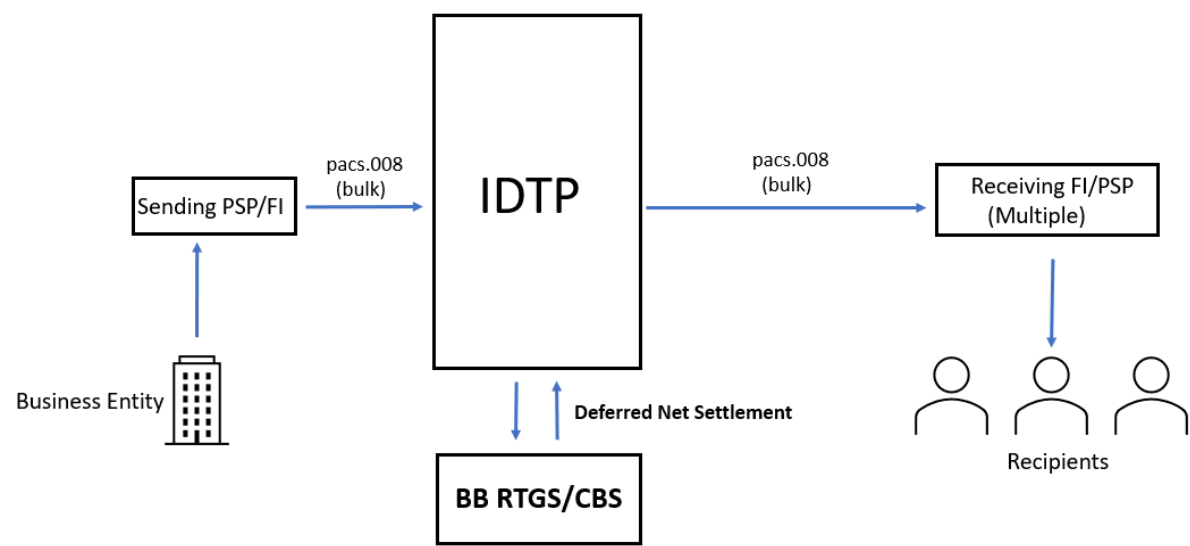 IDTP
pacs.008
(bulk)
pacs.008
(bulk)
Sending PSP/FI
Receiving FI/PSP
(Multiple)
Business Entity
Deferred Net Settlement
Recipients
BB RTGS/CBS